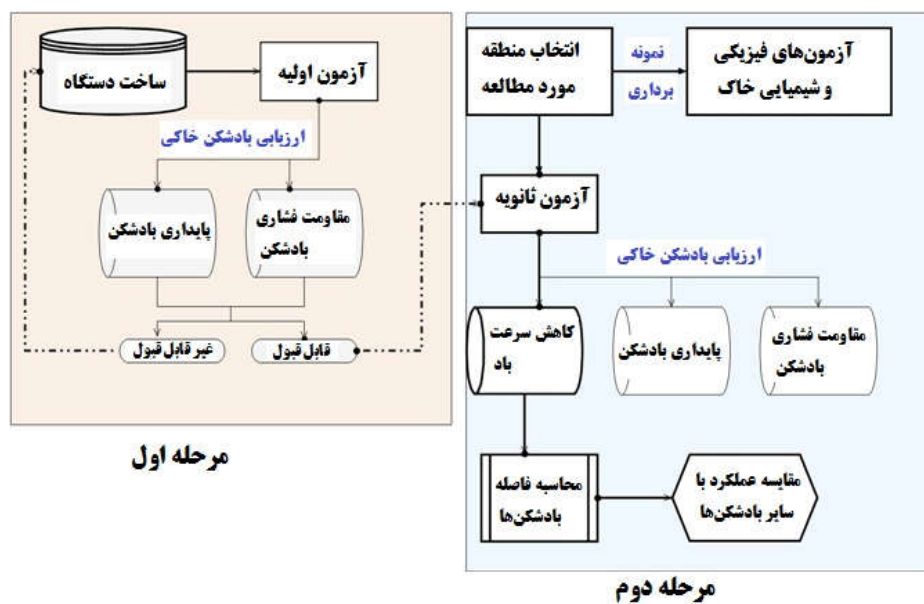 ساخت دستگاه
آزمون اولیه
ارزیابی بادشکن خاکی
پایداری بادشکن
مقاومت فشاری
بادشکن
غیر قابل قبول
قابل قبول
مرحله اول
انتخاب منطقه
مورد مطالعه
نمونه
برداری
آزمون‌های فیزیکی
و شیمیایی خاک
آزمون ثانویه
ارزیابی بادشکن خاکی
کاهش سرعت
باد
پایداری بادشکن
مقاومت فشاری
بادشکن
محاسبه فاصله
بادشکن‌ها
مقایسه عملکرد با
سایر بادشکن‌ها
مرحله دوم